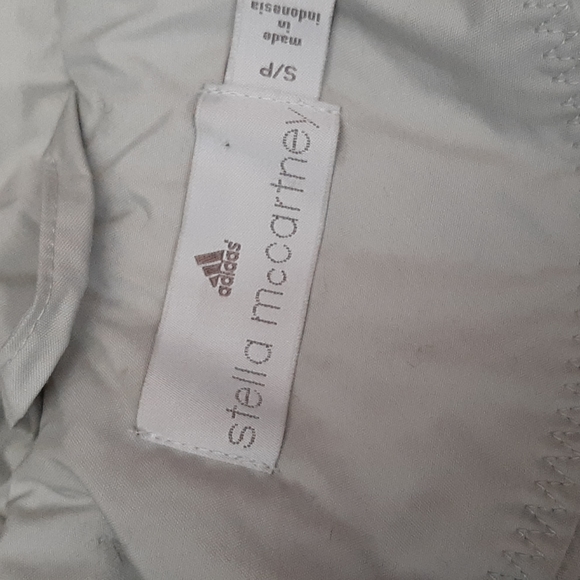 adidas
stella mccartney
S/P
made
in
indonesia